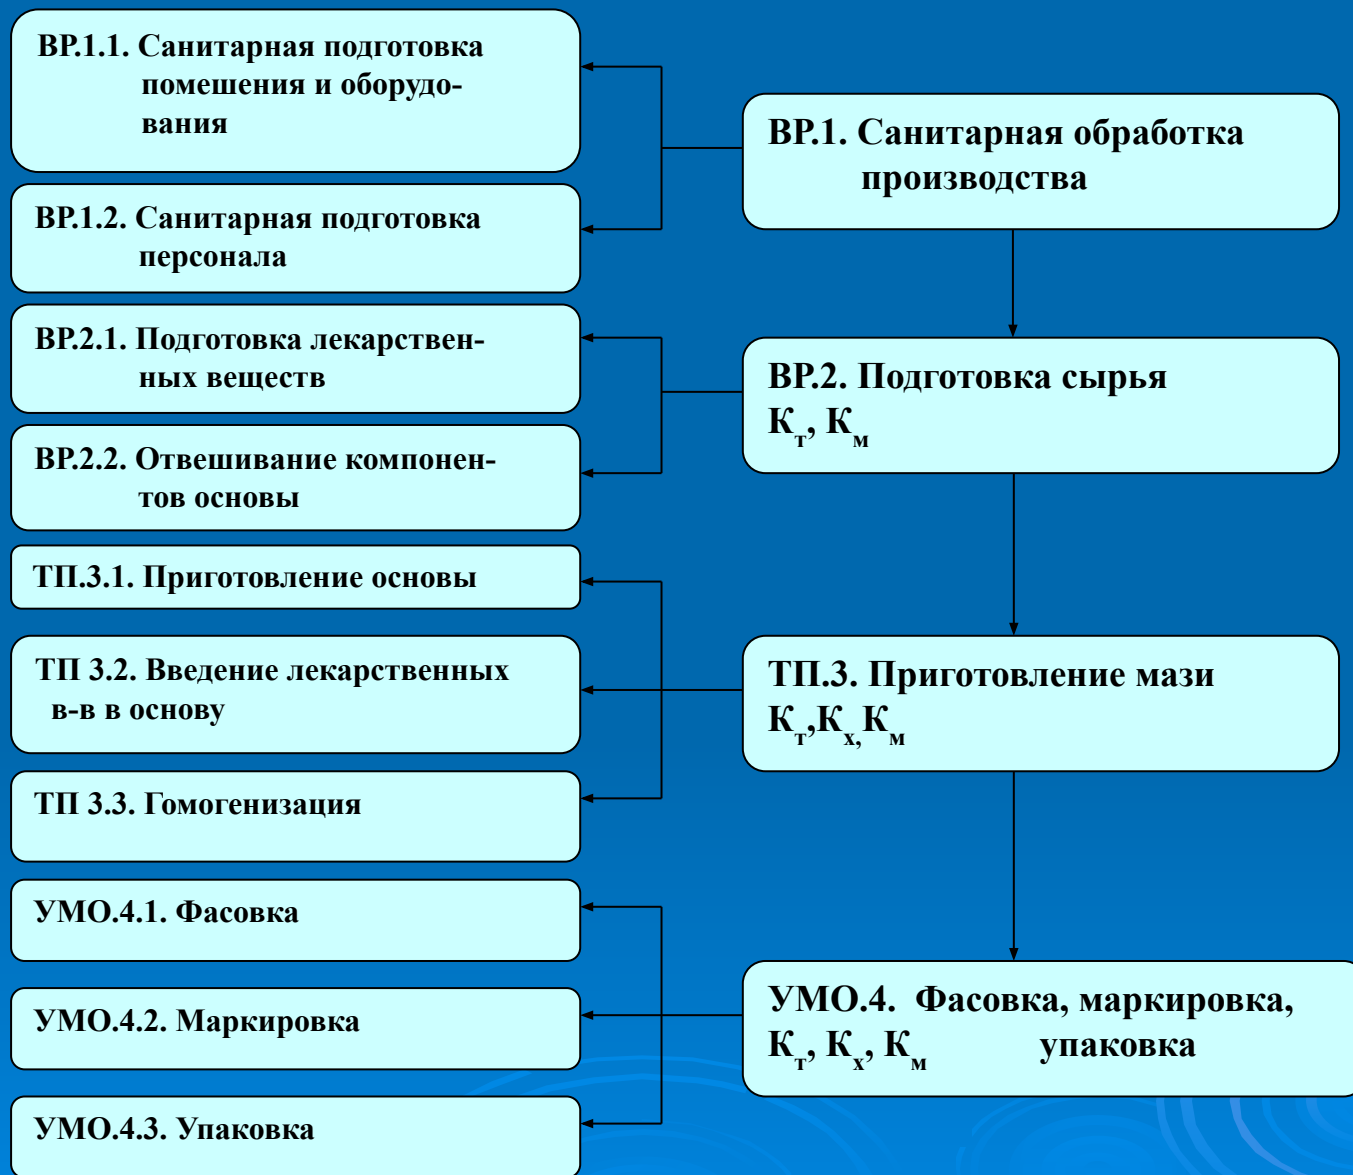 ВР.1.1. Санитарная подготовка
помешения и оборудо-
вания
ВР.1.2. Санитарная подготовка
персонала
ВР.2.1. Подготовка лекарствен-
ных веществ
ВР.2.2. Отвешивание компонен-
тов основы
ТП.3.1. Приготовление основы
ТП 3.2. Введение лекарственных
в-в в основу
ТП 3.3. Гомогенизация
УМО.4.1. Фасовка
УМО.4.2. Маркировка
УМО.4.3. Упаковка
ВР.1. Санитарная обработка
производства
ВР.2. Подготовка сырья
Кт, Км
ТП.3. Приготовление мази
Кт,Кх,Км
УМО.4. Фасовка, маркировка,
Кт, Кх, Км упаковка